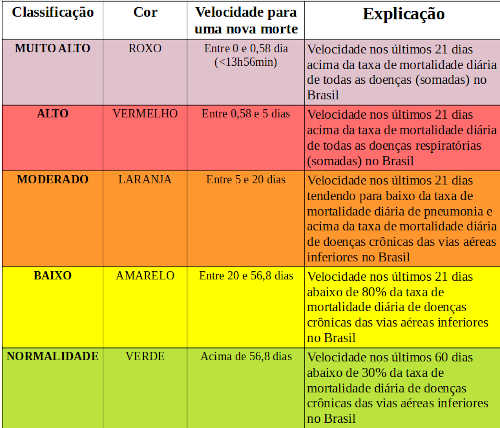 Classificação Cor Velocidade para Explicação
uma nova morte
MUITO ALTO ROXO Entre 0 e 0,58 dia Velocidade nos últimos 21 dias
(<13h56min) acima da taxa de mortalidade diária
de todas as doenças (somadas) no
Brasil
ALTO VERMELHO Entre 0,58 e 5 dias Velocidade nos últimos 21 dias
acima da taxa de mortalidade diária
de todas as doenças respiratórias
(somadas) no Brasil
MODERADO LARANJA Entre 5 e 20 dias Velocidade nos últimos 21 dias
tendendo para baixo da taxa de
mortalidade diária de pneumonia e
acima da taxa de mortalidade diária
de doenças crônicas das vias aéreas
inferiores no Brasil
BAIXO AMARELO Entre 20 e 56,8 dias Velocidade nos últimos 21 dias
abaixo de 80% da taxa de
mortalidade diária de doenças
crônicas das vias aéreas inferiores
no Brasil
NORMALIDADE VERDE Acima de 56,8 dias Velocidade nos últimos 60 dias
abaixo de 30% da taxa de
mortalidade diária de doenças
crônicas das vias aéreas inferiores
no Brasil